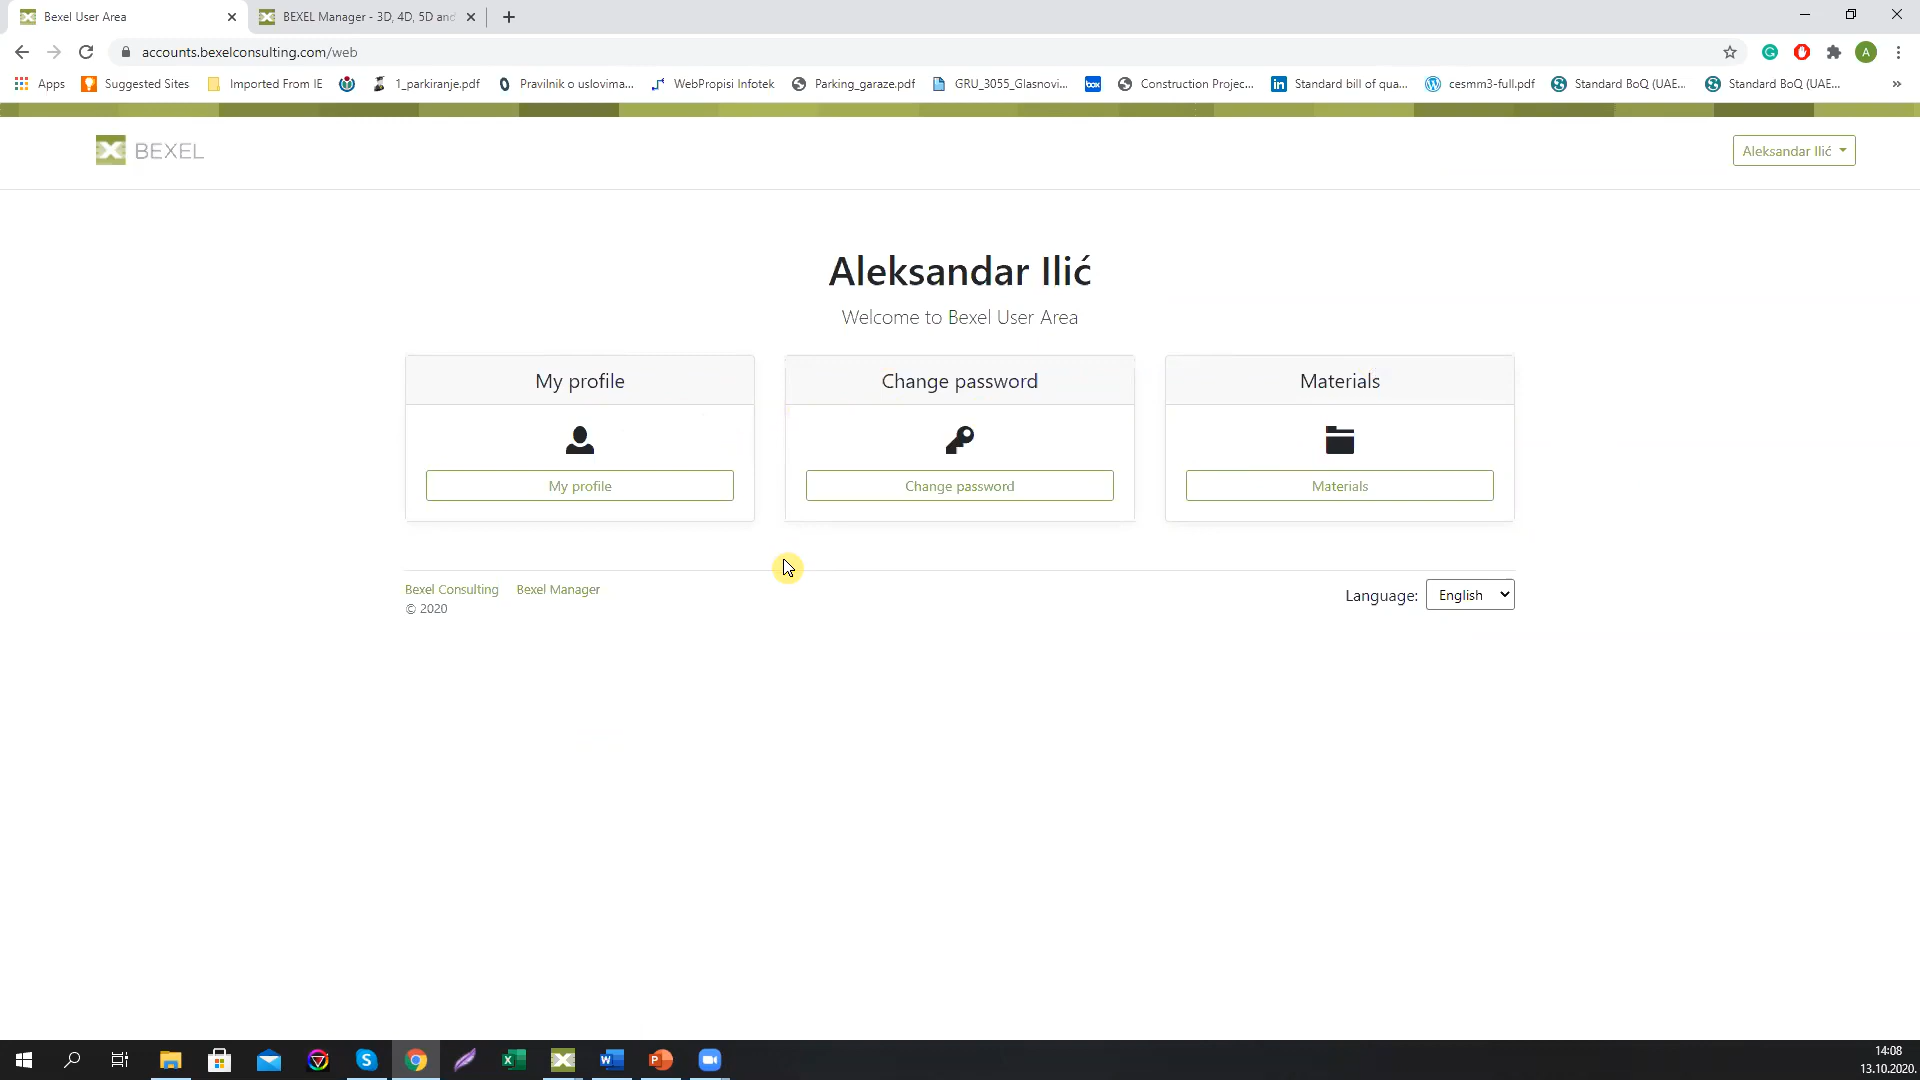 Bexel User Area
BEXEL Manager - 3D, 4D, 5D and
accounts.bexelconsulting.com/web
A
Apps
Suggested Sites
Imported From IE
1_parkiranje.pdf
Pravilnik o uslovima...
WebPropisi Infotek
Parking_garaze.pdf
GRU_3055_Glasnovi...
box
Construction Projec...
in
Standard bill of qua...
cesmm3-full.pdf
Standard BoQ (UAE...
Standard BoQ (UAE...
»
BEXEL
Aleksandar Ilić
Aleksandar Ilić
Welcome to Bexel User Area
My profile
Change password
Materials
My profile
Change password
Materials
Bexel Consulting
Bexel Manager
© 2020
Language:
English
14:08
13.10.2020.